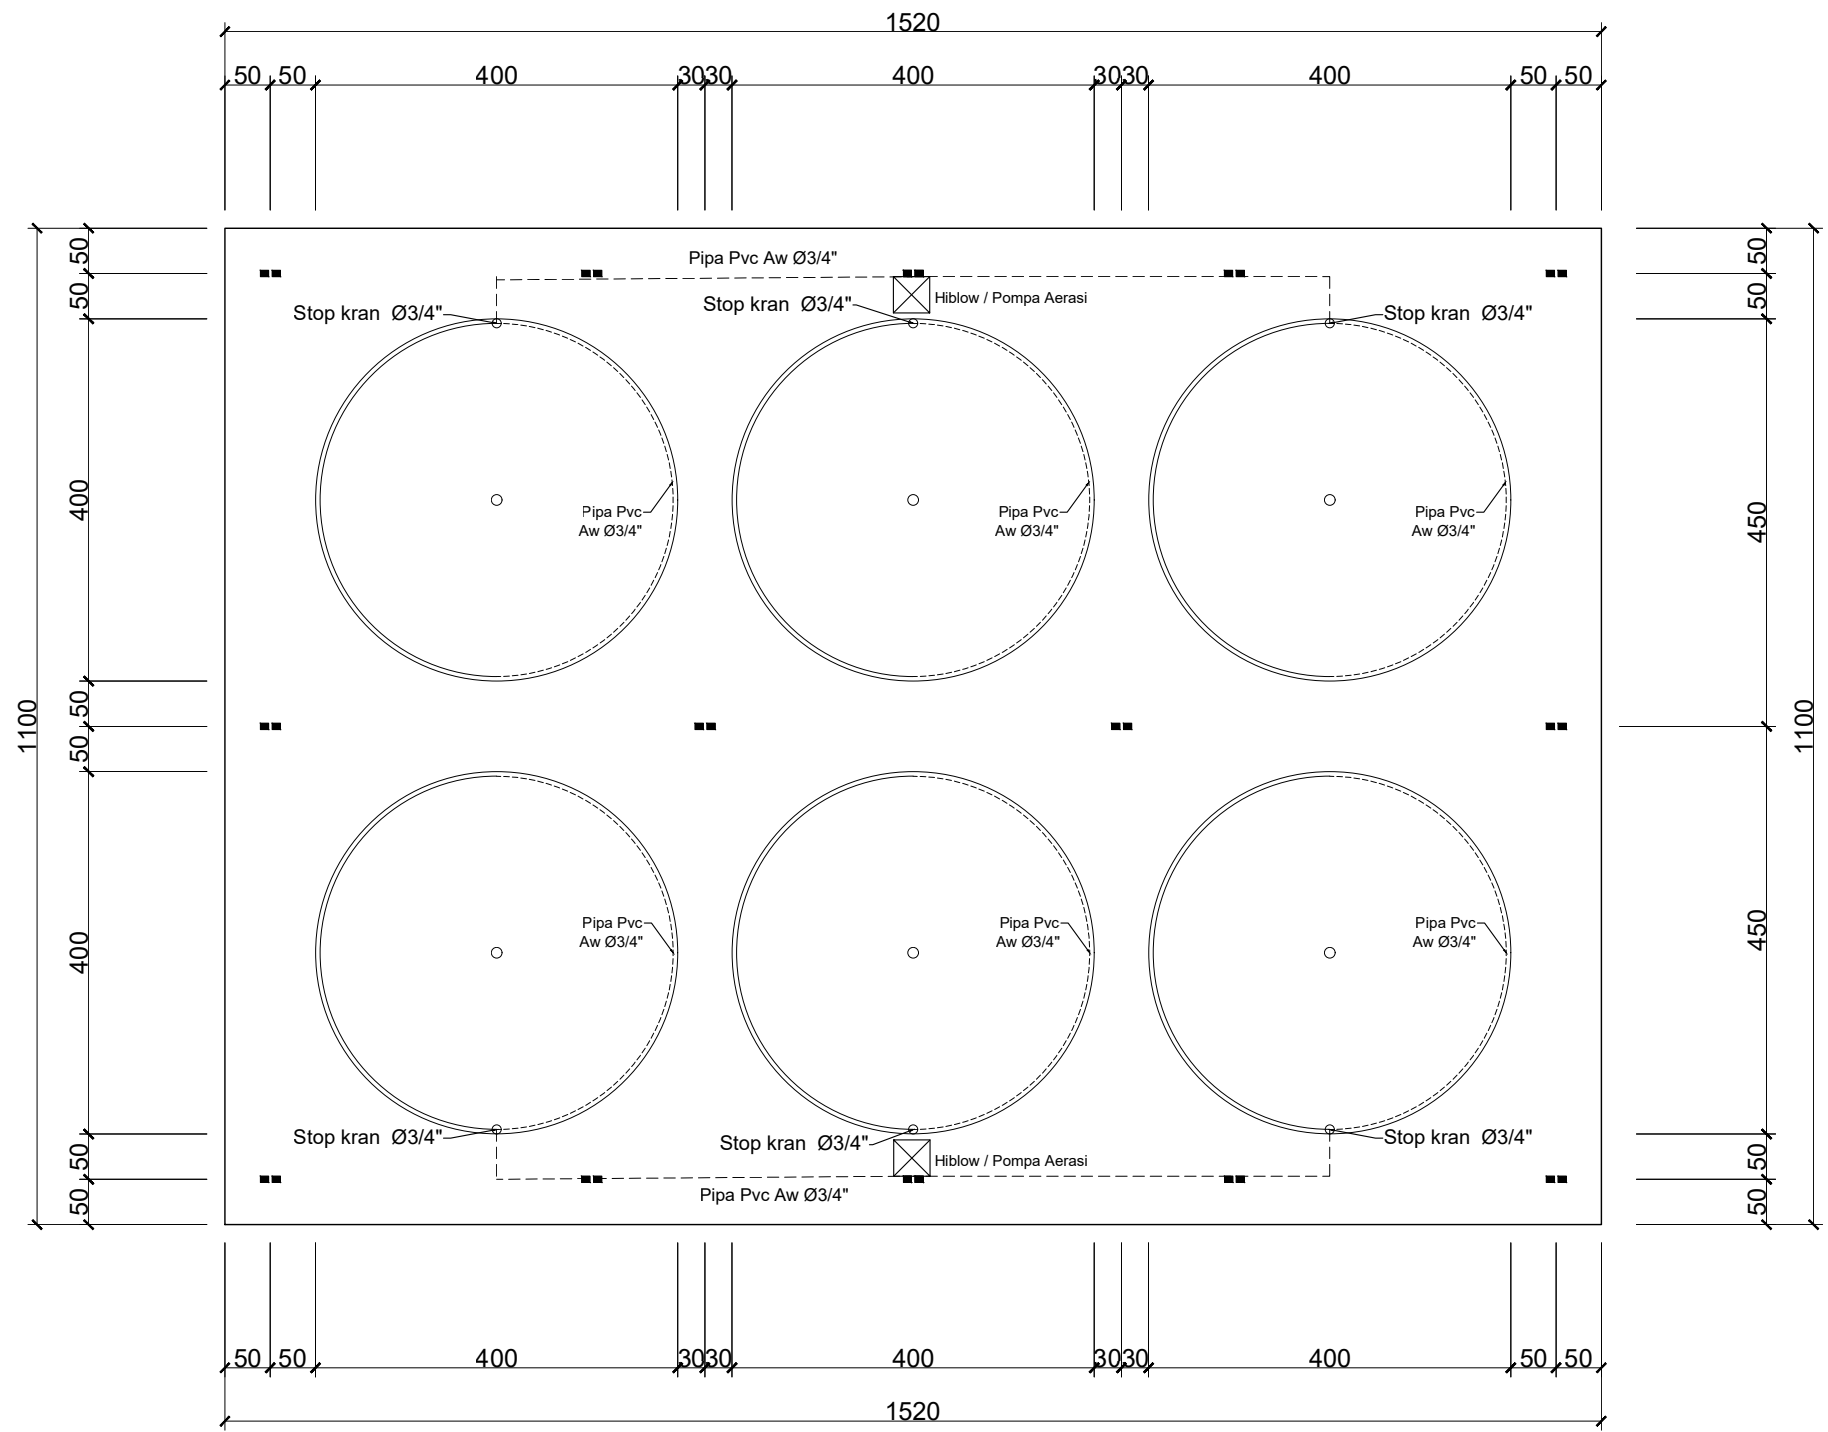 1520
50 50 400 30 30 400 30 30 400 50 50
Pipa Pvc Aw Ø3/4"
Stop kran Ø3/4"
Stop kran Ø3/4"
Hiblow / Pompa Aerasi
Stop kran Ø3/4"
50
50
400
50
50
400
50
50
1100
Pipa Pvc
Aw Ø3/4"
Pipa Pvc
Aw Ø3/4"
Pipa Pvc
Aw Ø3/4"
50
50
450
450
50
50
1100
Pipa Pvc
Aw Ø3/4"
Pipa Pvc
Aw Ø3/4"
Pipa Pvc
Aw Ø3/4"
Stop kran Ø3/4"
Stop kran Ø3/4"
Hiblow / Pompa Aerasi
Stop kran Ø3/4"
Pipa Pvc Aw Ø3/4"
50 50 400 30 30 400 30 30 400 50 50
1520